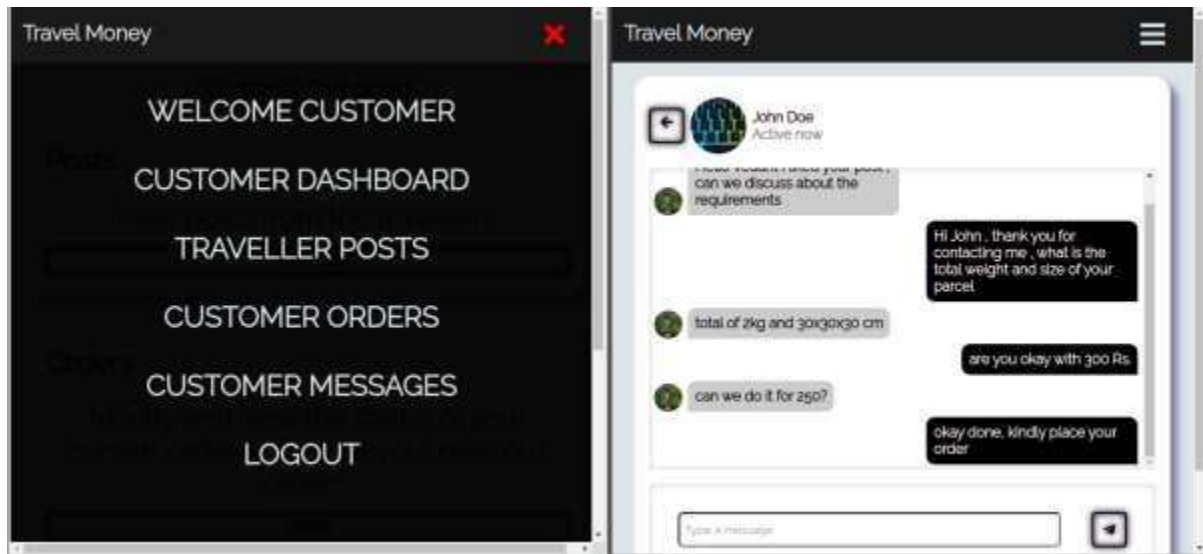 Travel Money
WELCOME CUSTOMER
Posts
CUSTOMER DASHBOARD
TRAVELLER POSTS
CUSTOMER ORDERS
Orders
CUSTOMER MESSAGES
LOGOUT
Travel Money
John Doe
Active now
can we discuss about the
requirements
Hi John , thank you for
contacting me , what is the
total weight and size of your
parcel
total of 2kg and 30x30x30 cm
are you okay with 300 Rs
can we do it for 250?
okay done, kindly place your
order
Type a message